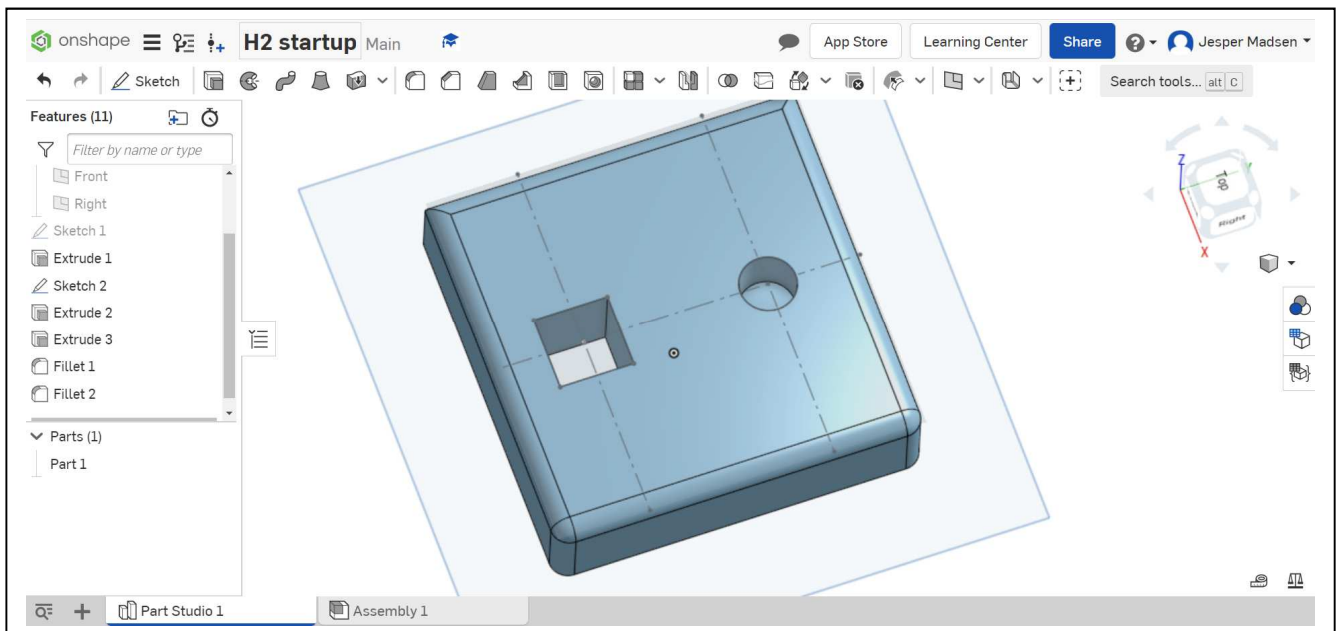 onshape H2 startup Main App Store Learning Center Share Jesper Madsen
Sketch Search tools... alt C
Features (11)
Filter by name or type
Front
Right
Sketch 1
Extrude 1
Sketch 2
Extrude 2
Extrude 3
Fillet 1
Fillet 2
Parts (1)
Part 1
Z
Y
Top
Right
X
Part Studio 1 Assembly 1